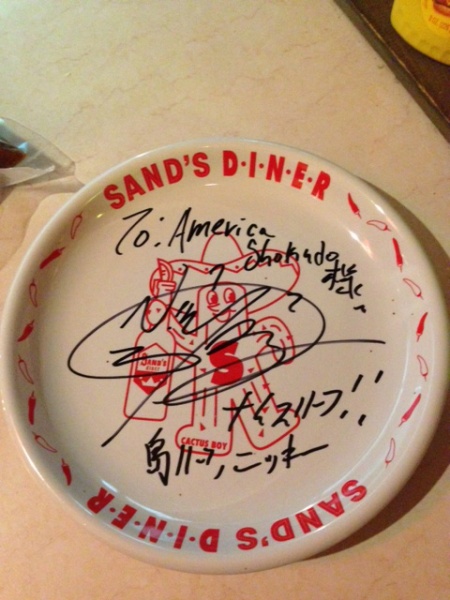 SAND'S D·I·N·E·R
To: America
Shokudo
SAND'S
S
ナイスリーフ!!
CACTUS BOY
島リーフ, ニッキー
SAND'S D·I·N·E·R